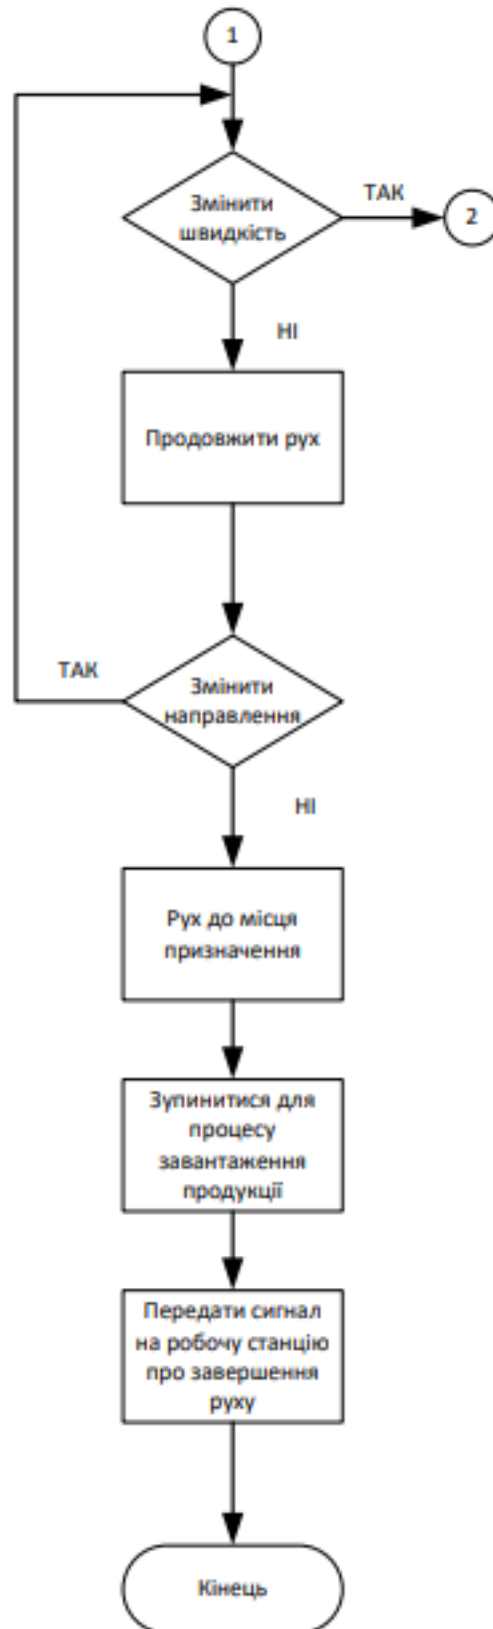 1
Змінити
швидкість
ТАК
2
НІ
Продовжити рух
ТАК
Змінити
направлення
НІ
Рух до місця
призначення
Зупинитися для
процесу
завантаження
продукції
Передати сигнал
на робочу станцію
про завершення
руху
Кінець